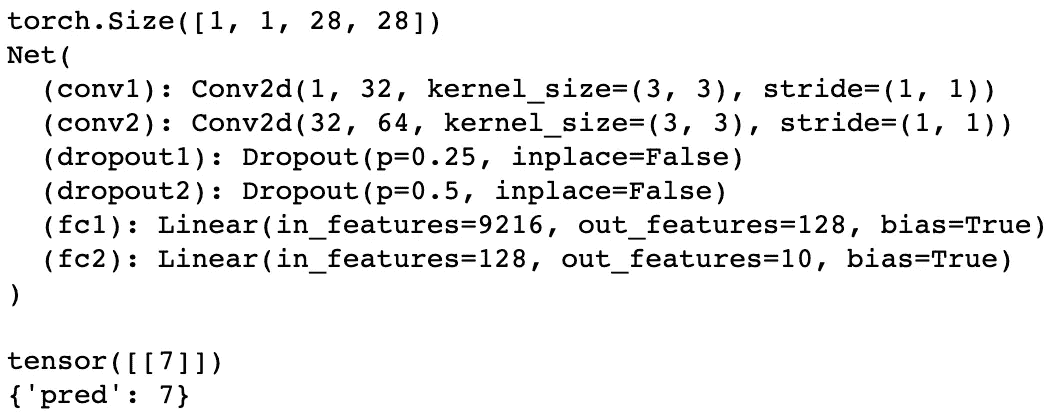 torch.Size([1, 1, 28, 28])
Net(
  (conv1): Conv2d(1, 32, kernel_size=(3, 3), stride=(1, 1))
  (conv2): Conv2d(32, 64, kernel_size=(3, 3), stride=(1, 1))
  (dropout1): Dropout(p=0.25, inplace=False)
  (dropout2): Dropout(p=0.5, inplace=False)
  (fc1): Linear(in_features=9216, out_features=128, bias=True)
  (fc2): Linear(in_features=128, out_features=10, bias=True)
)

tensor([[7]])
{'pred': 7}